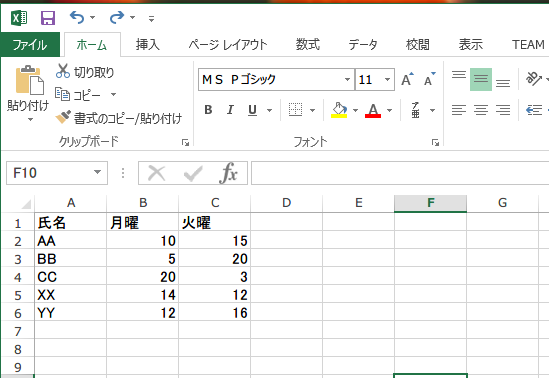 ファイル ホーム 挿入 ページ レイアウト 数式 データ 校閲 表示 TEAM
貼り付け
切り取り
コピー
書式のコピー/貼り付け
クリップボード
ＭＳ Ｐゴシック 11 A A
B I U A 亜
フォント
F10 fx
A B C D E F G
1 氏名 月曜 火曜
2 AA 10 15
3 BB 5 20
4 CC 20 3
5 XX 14 12
6 YY 12 16
7
8
9